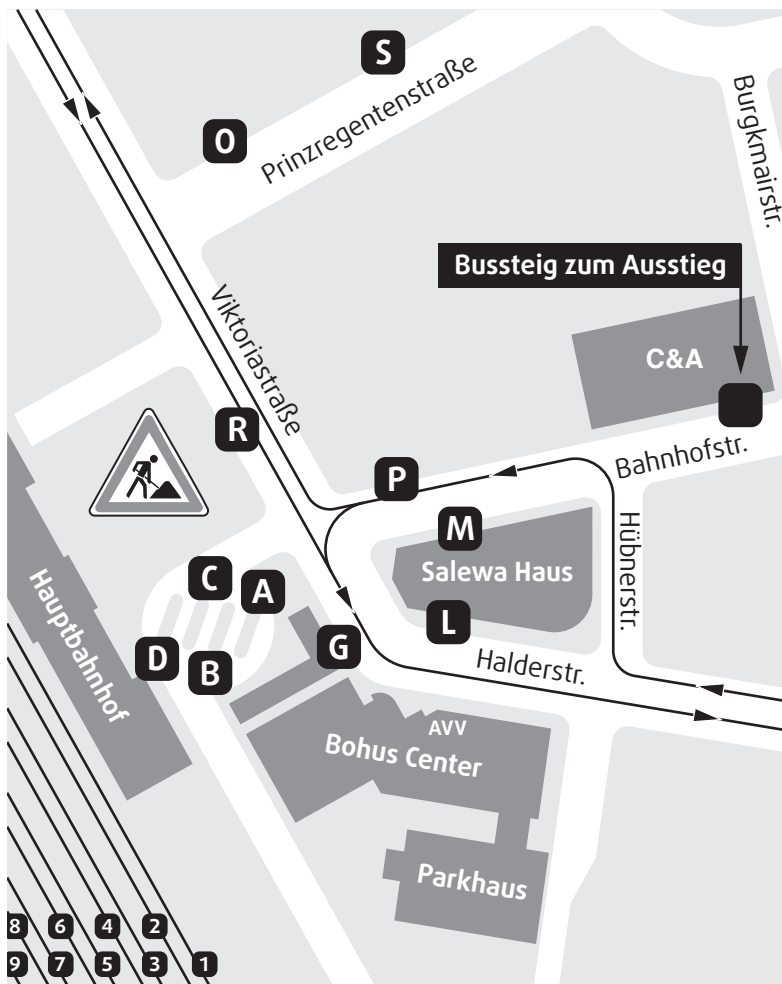 S
O
Prinzregentenstraße
Burgkmairstr.
Bussteig zum Ausstieg
Viktoriastraße
C&A
R
P
Bahnhofstr.
M
Hübnerstr.
Hauptbahnhof
C
A
Salewa Haus
L
D
B
G
Halderstr.
AVV
Bohus Center
Parkhaus
8
6
4
2
9
7
5
3
1